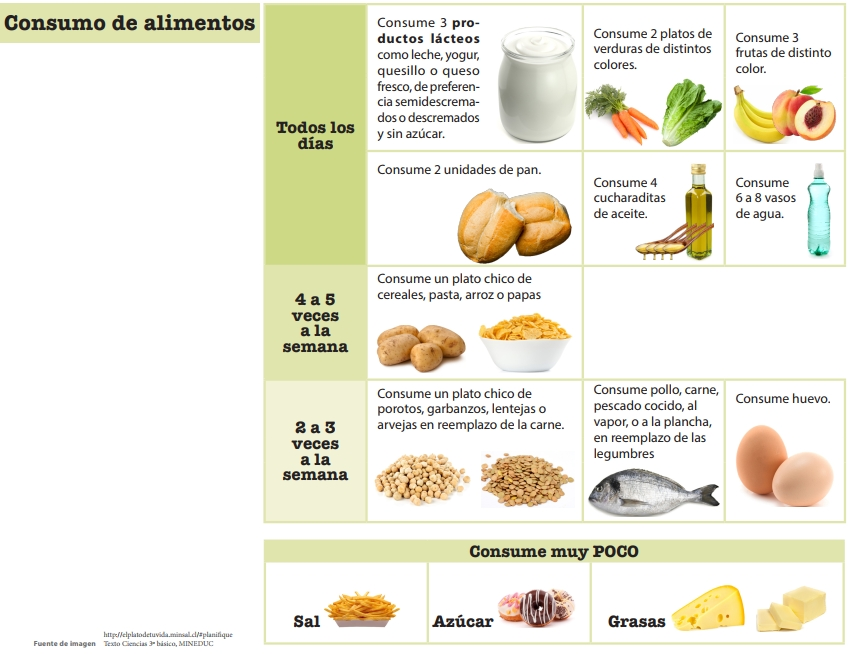 Consumo de alimentos
Todos los
días
Consume 3 pro-
ductos lácteos
como leche, yogur,
quesillo o queso
fresco, de preferen-
cia semidescrema-
dos o descremados
y sin azúcar.
Consume 2 platos de
verduras de distintos
colores.
Consume 3
frutas de distinto
color.
Consume 2 unidades de pan.
Consume 4
cucharaditas
de aceite.
Consume
6 a 8 vasos
de agua.
4 a 5
veces
a la
semana
Consume un plato chico de
cereales, pasta, arroz o papas
2 a 3
veces
a la
semana
Consume un plato chico de
porotos, garbanzos, lentejas o
arvejas en reemplazo de la carne.
Consume pollo, carne,
pescado cocido, al
vapor, o a la plancha,
en reemplazo de las
legumbres
Consume huevo.
Consume muy POCO
Sal
Azúcar
Grasas
Fuente de imagen
http://elplatodetuvida.minsal.cl/#planifique
Texto Ciencias 3º básico, MINEDUC